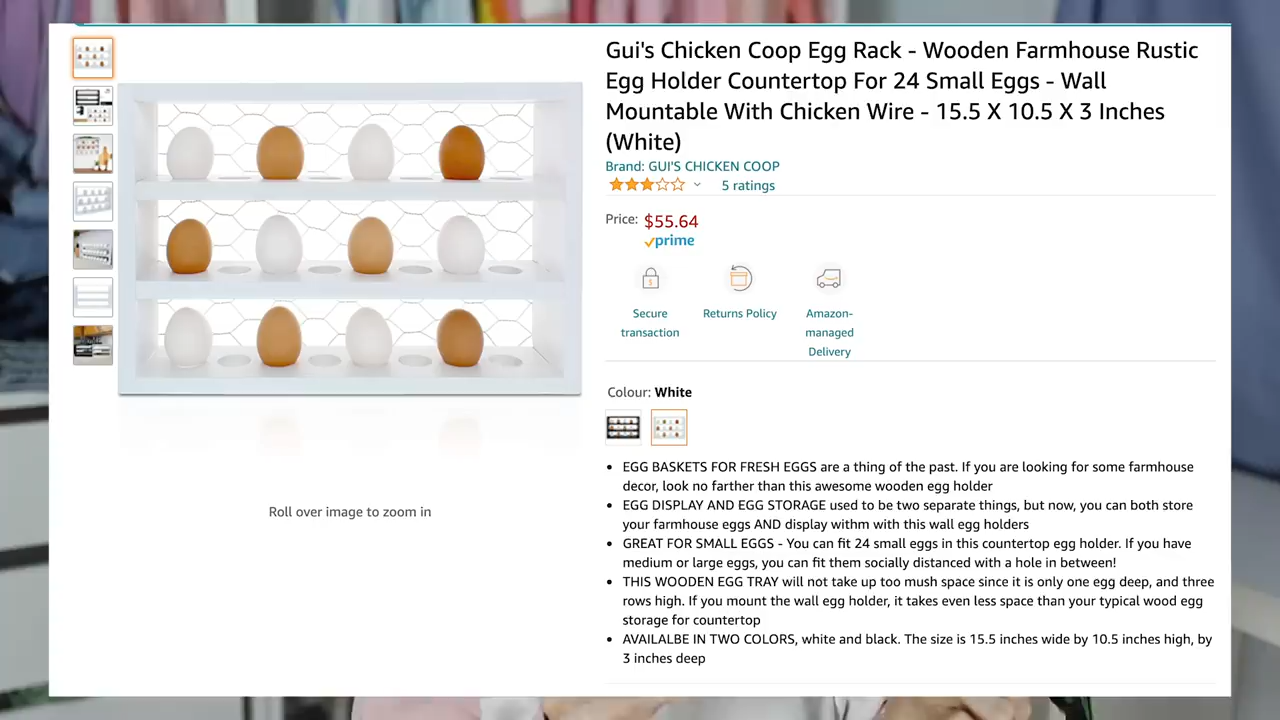 Gui's Chicken Coop Egg Rack - Wooden Farmhouse Rustic
Egg Holder Countertop For 24 Small Eggs - Wall
Mountable With Chicken Wire - 15.5 X 10.5 X 3 Inches
(White)
Brand: GUI'S CHICKEN COOP
5 ratings
Price: $55.64
prime
Secure
transaction
Returns Policy
Amazon-
managed
Delivery
Colour: White
• EGG BASKETS FOR FRESH EGGS are a thing of the past. If you are looking for some farmhouse
decor, look no farther than this awesome wooden egg holder
• EGG DISPLAY AND EGG STORAGE used to be two separate things, but now, you can both store
your farmhouse eggs AND display withm with this wall egg holders
• GREAT FOR SMALL EGGS - You can fit 24 small eggs in this countertop egg holder. If you have
medium or large eggs, you can fit them socially distanced with a hole in between!
• THIS WOODEN EGG TRAY will not take up too mush space since it is only one egg deep, and three
rows high. If you mount the wall egg holder, it takes even less space than your typical wood egg
storage for countertop
• AVAILALBE IN TWO COLORS, white and black. The size is 15.5 inches wide by 10.5 inches high, by
3 inches deep
Roll over image to zoom in